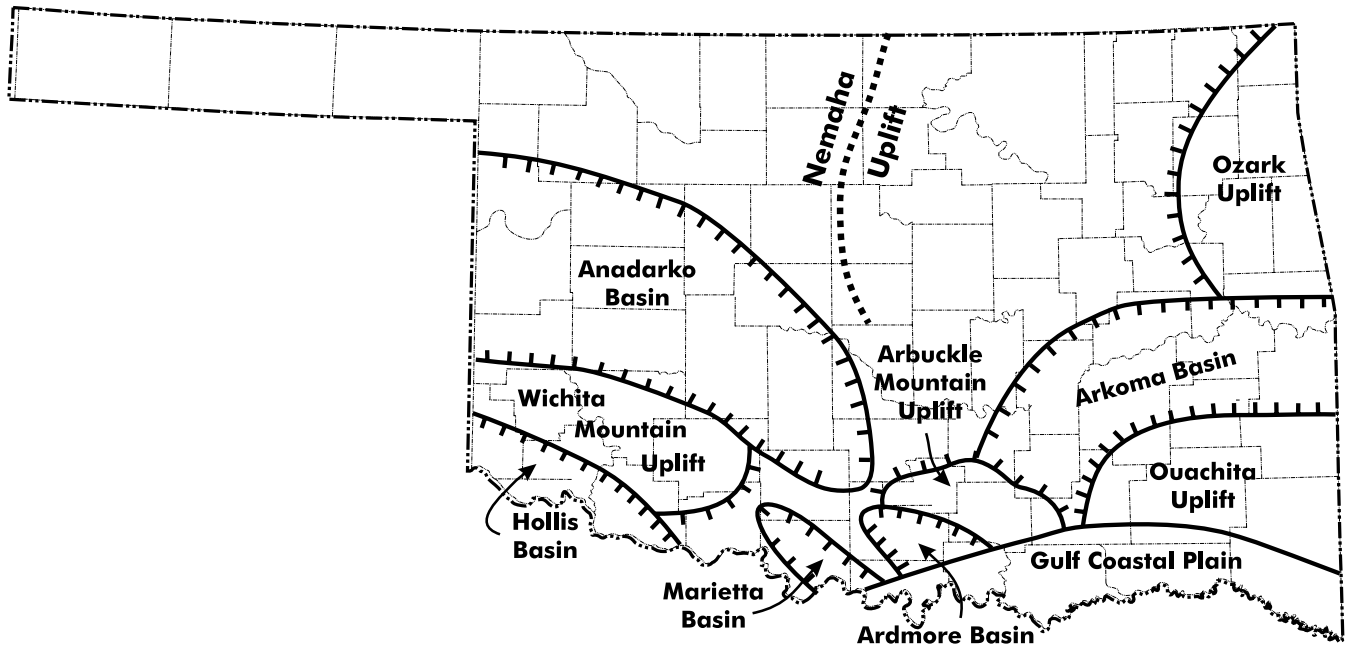 Nemaha
Uplift
Ozark
Uplift
Anadarko
Basin
Arbuckle
Mountain
Uplift
Arkoma Basin
Wichita
Mountain
Uplift
Ouachita
Uplift
Hollis
Basin
Gulf Coastal Plain
Marietta
Basin
Ardmore Basin